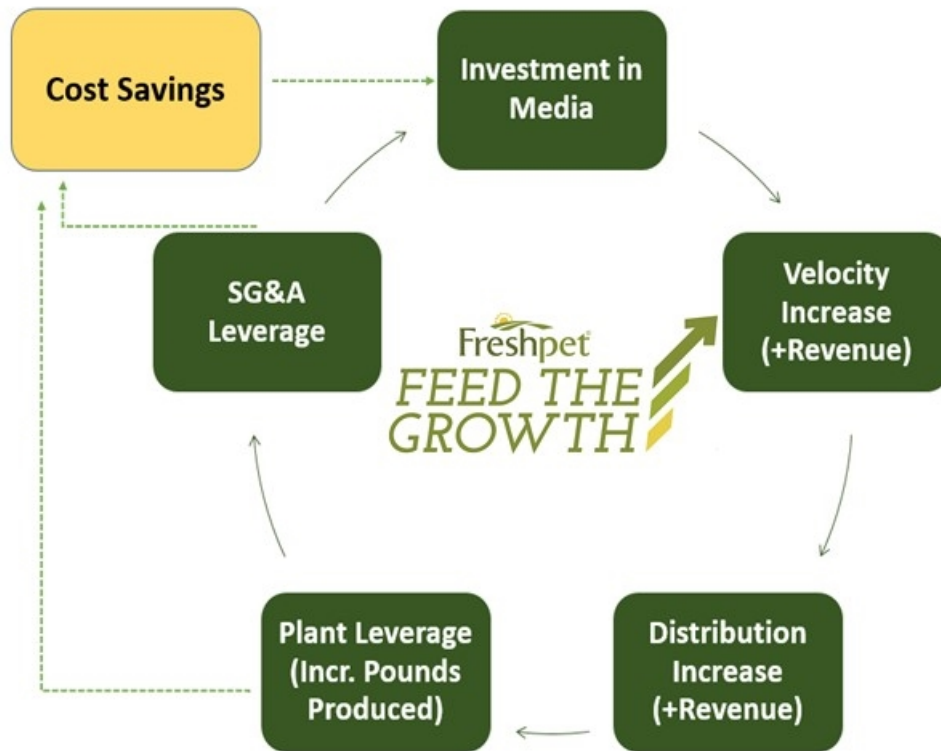 Cost Savings
Investment in
Media
SG&A
Leverage
Velocity
Increase
(+Revenue)
Freshpet®
FEED THE
GROWTH
Plant Leverage
(Incr. Pounds
Produced)
Distribution
Increase
(+Revenue)